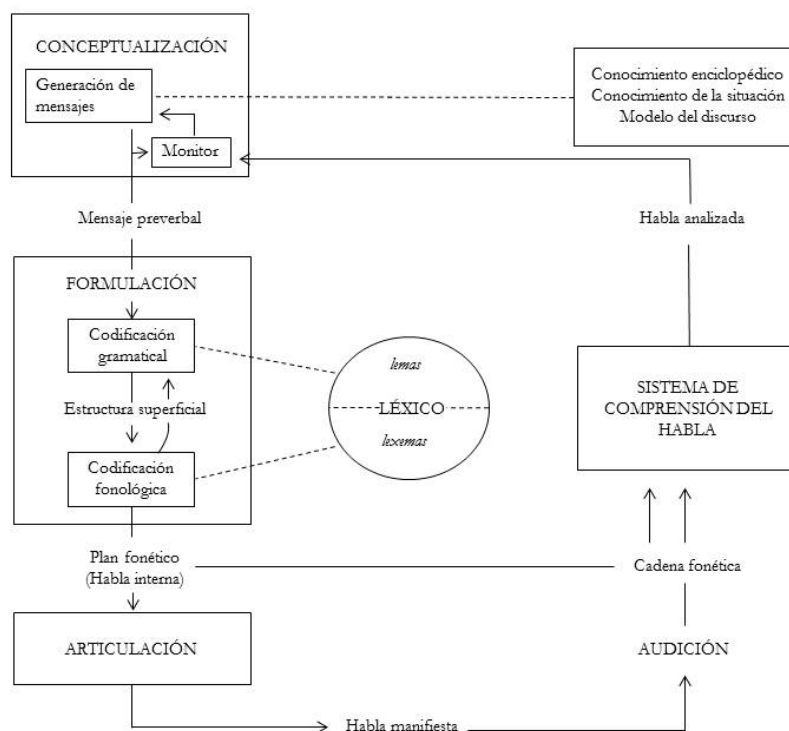 CONCEPTUALIZACIÓN
Generación de
mensajes
Monitor
Conocimiento enciclopédico
Conocimiento de la situación
Modelo del discurso
Mensaje preverbal
Habla analizada
FORMULACIÓN
Codificación
gramatical
Estructura superficial
Codificación
fonológica
lemas
LÉXICO
lexemas
SISTEMA DE
COMPRENSIÓN DEL
HABLA
Plan fonético
(Habla interna)
Cadena fonética
ARTICULACIÓN
AUDICIÓN
Habla manifiesta